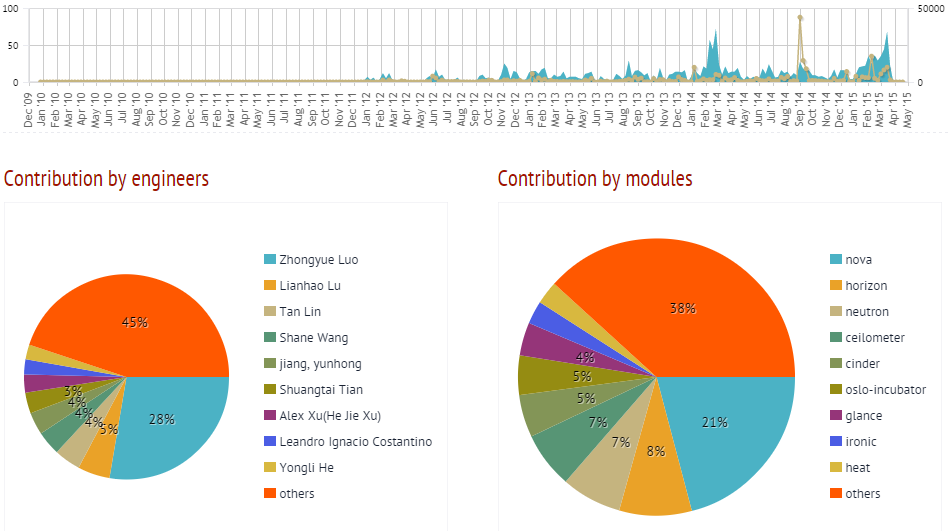 100
50000
50
0
0
Dec '09
Jan '10
Feb '10
Mar '10
Apr '10
May '10
Jun '10
Jul '10
Aug '10
Sep '10
Oct '10
Nov '10
Dec '10
Jan '11
Feb '11
Mar '11
Apr '11
May '11
Jun '11
Jul '11
Aug '11
Sep '11
Oct '11
Nov '11
Dec '11
Jan '12
Feb '12
Mar '12
Apr '12
May '12
Jun '12
Jul '12
Aug '12
Sep '12
Oct '12
Nov '12
Dec '12
Jan '13
Feb '13
Mar '13
Apr '13
May '13
Jun '13
Jul '13
Aug '13
Sep '13
Oct '13
Nov '13
Dec '13
Jan '14
Feb '14
Mar '14
Apr '14
May '14
Jun '14
Jul '14
Aug '14
Sep '14
Oct '14
Nov '14
Dec '14
Jan '15
Feb '15
Mar '15
Apr '15
May '15
Contribution by engineers
45%
28%
5%
4%
4%
4%
3%
Zhongyue Luo
Lianhao Lu
Tan Lin
Shane Wang
jiang, yunhong
Shuangtai Tian
Alex Xu(He Jie Xu)
Leandro Ignacio Costantino
Yongli He
others
Contribution by modules
38%
4%
5%
5%
7%
7%
8%
21%
nova
horizon
neutron
ceilometer
cinder
oslo-incubator
glance
ironic
heat
others